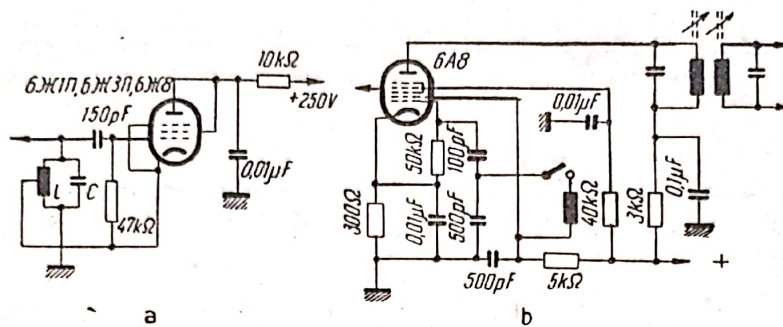 6Ж1П,6Ж3П,6Ж8
150pF
10kΩ
+250V
0,01μF
L
C
47kΩ
a
6A8
0,01μF
50kΩ
100pF
300Ω
0,01μF
500pF
40kΩ
3kΩ
0,1μF
500pF
5kΩ
+
b